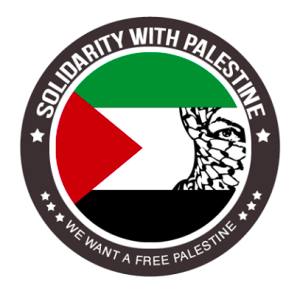 SOLIDARITY WITH PALESTINE
WE WANT A FREE PALESTINE